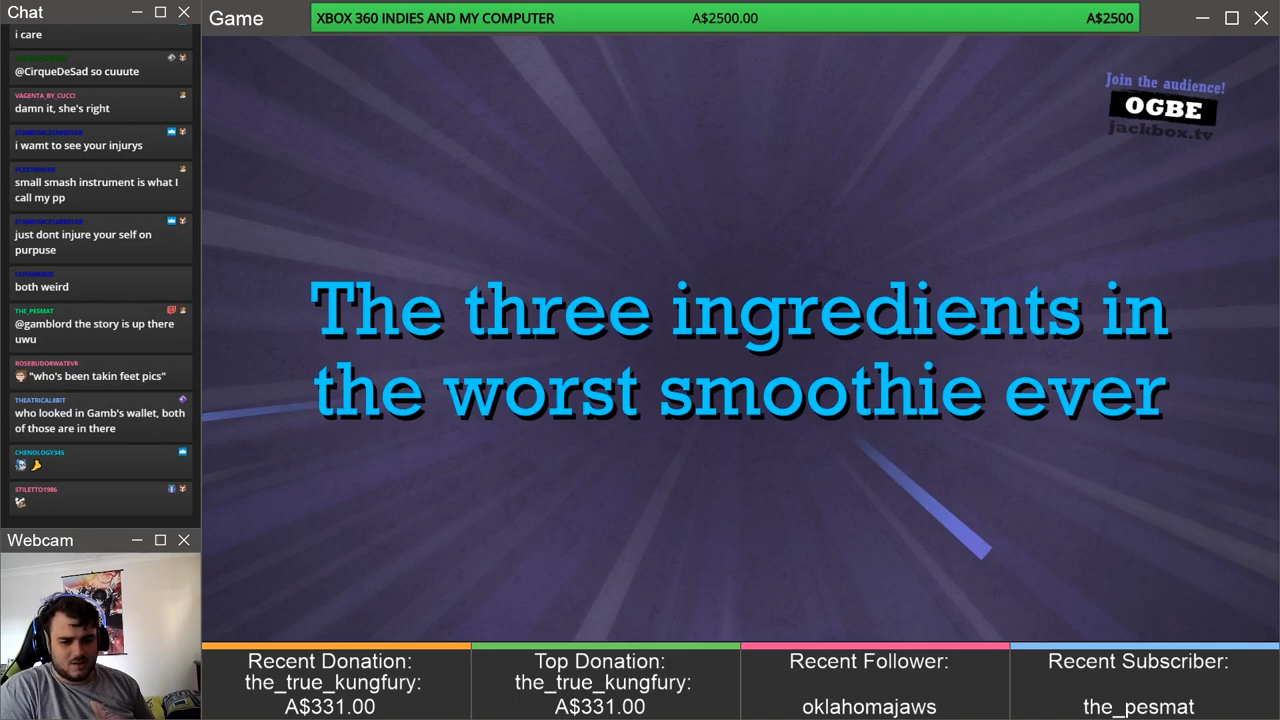 Chat
i care
@CirqueDeSad so cuuute
VAGENTA_BY_CUCCI
damn it, she's right
i wamt to see your injurys
small smash instrument is what I
call my pp
just dont injure your self on
purpuse
both weird
THE_PESMAT
@gamblord the story is up there
uwu
ROSEBUDORWATEVR
"who's been takin feet pics"
THEATRICAL8BIT
who looked in Gamb's wallet, both
of those are in there
CHENOLOGY345
STILETTO1986
Webcam
Game
XBOX 360 INDIES AND MY COMPUTER
A$2500.00
A$2500
Join the audience!
OGBE
jackbox.tv
The three ingredients in
the worst smoothie ever
Recent Donation:
the_true_kungfury:
A$331.00
Top Donation:
the_true_kungfury:
A$331.00
Recent Follower:
oklahomajaws
Recent Subscriber:
the_pesmat